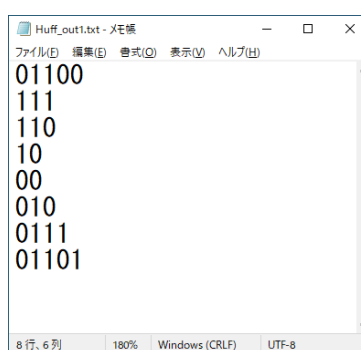 Huff_out1.txt - メモ帳
ファイル(F) 編集(E) 書式(O) 表示(V) ヘルプ(H)
01100
111
110
10
00
010
0111
01101
8 行、6 列 180% Windows (CRLF) UTF-8